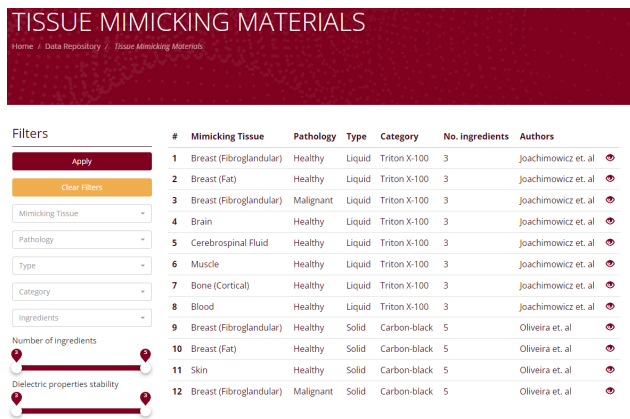 TISSUE MIMICKING MATERIALS
Home / Data Repository / Tissue Mimicking Materials
Filters
Apply
Clear Filters
Mimicking Tissue
Pathology
Type
Category
Ingredients
Number of ingredients
3 5
Dielectric properties stability
3 3
# Mimicking Tissue Pathology Type Category No. ingredients Authors
1 Breast (Fibroglandular) Healthy Liquid Triton X-100 3 Joachimowicz et. al
2 Breast (Fat) Healthy Liquid Triton X-100 3 Joachimowicz et. al
3 Breast (Fibroglandular) Malignant Liquid Triton X-100 3 Joachimowicz et. al
4 Brain Healthy Liquid Triton X-100 3 Joachimowicz et. al
5 Cerebrospinal Fluid Healthy Liquid Triton X-100 3 Joachimowicz et. al
6 Muscle Healthy Liquid Triton X-100 3 Joachimowicz et. al
7 Bone (Cortical) Healthy Liquid Triton X-100 3 Joachimowicz et. al
8 Blood Healthy Liquid Triton X-100 3 Joachimowicz et. al
9 Breast (Fibroglandular) Healthy Solid Carbon-black 5 Oliveira et. al
10 Breast (Fat) Healthy Solid Carbon-black 5 Oliveira et. al
11 Skin Healthy Solid Carbon-black 5 Oliveira et. al
12 Breast (Fibroglandular) Malignant Solid Carbon-black 5 Oliveira et. al